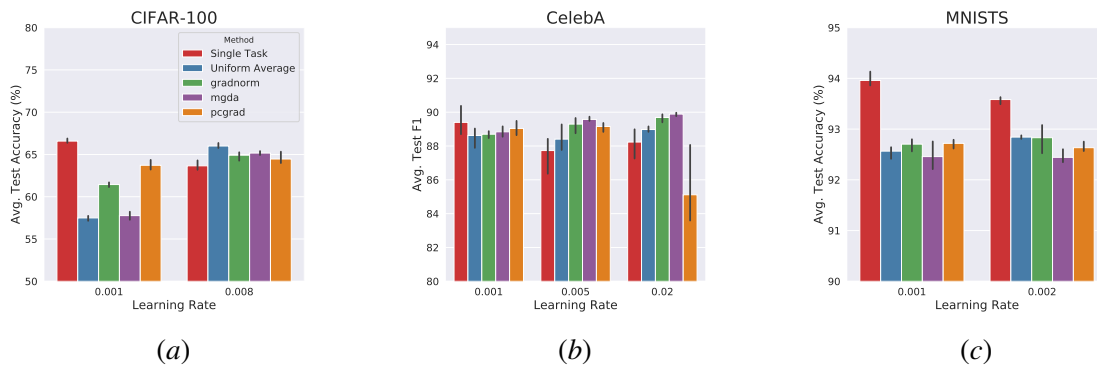 CIFAR-100
Avg. Test Accuracy (%)
80
75
70
65
60
55
50
Method
Single Task
Uniform Average
gradnorm
mgda
pcgrad
0.001
0.008
Learning Rate
(a)
CelebA
Avg. Test F1
94
92
90
88
86
84
82
80
0.001
0.005
0.02
Learning Rate
(b)
MNISTS
Avg. Test Accuracy (%)
95
94
93
92
91
90
0.001
0.002
Learning Rate
(c)